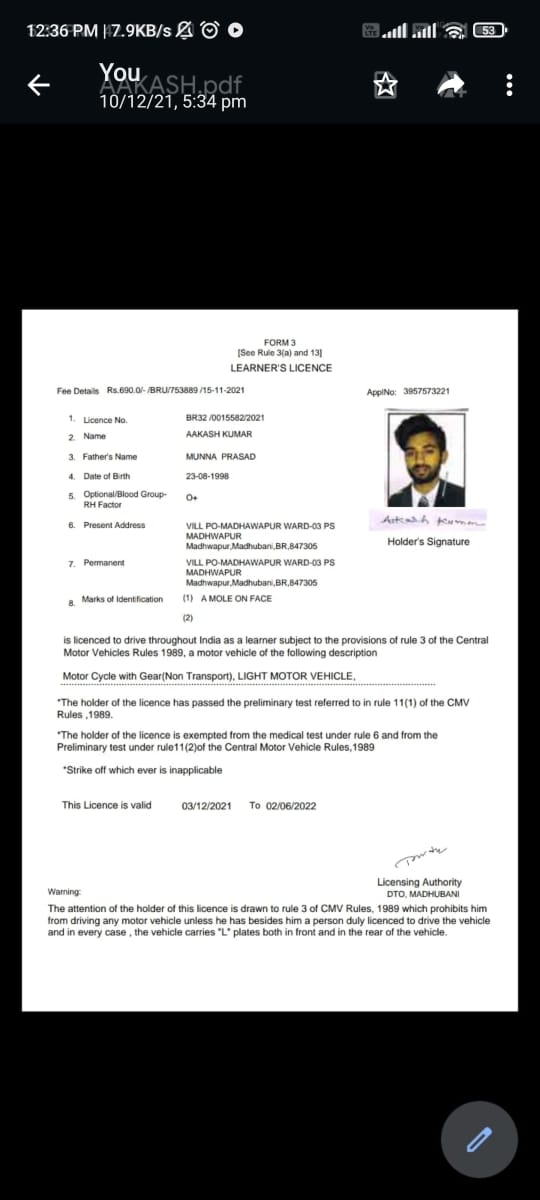 12:36 PM | 7.9KB/s
53
You
AAKASH.pdf
10/12/21, 5:34 pm
FORM 3
[See Rule 3(a) and 13]
LEARNER'S LICENCE
Fee Details Rs.690.0/- /BRU/753889 /15-11-2021 ApplNo: 3957573221
1. Licence No. BR32 /0015582/2021
2. Name AAKASH KUMAR
3. Father's Name MUNNA PRASAD
4. Date of Birth 23-08-1998
5. Optional/Blood Group- RH Factor O+
Aakash Kumar
Holder's Signature
6. Present Address VILL PO-MADHAWAPUR WARD-03 PS
MADHWAPUR
Madhwapur,Madhubani,BR,847305
7. Permanent VILL PO-MADHAWAPUR WARD-03 PS
MADHWAPUR
Madhwapur,Madhubani,BR,847305
8. Marks of Identification (1) A MOLE ON FACE
(2)
is licenced to drive throughout India as a learner subject to the provisions of rule 3 of the Central
Motor Vehicles Rules 1989, a motor vehicle of the following description
Motor Cycle with Gear(Non Transport), LIGHT MOTOR VEHICLE,
*The holder of the licence has passed the preliminary test referred to in rule 11(1) of the CMV
Rules ,1989.
*The holder of the licence is exempted from the medical test under rule 6 and from the
Preliminary test under rule11(2)of the Central Motor Vehicle Rules,1989
*Strike off which ever is inapplicable
This Licence is valid 03/12/2021 To 02/06/2022
Licensing Authority
DTO, MADHUBANI
Warning:
The attention of the holder of this licence is drawn to rule 3 of CMV Rules, 1989 which prohibits him
from driving any motor vehicle unless he has besides him a person duly licenced to drive the vehicle
and in every case , the vehicle carries "L" plates both in front and in the rear of the vehicle.